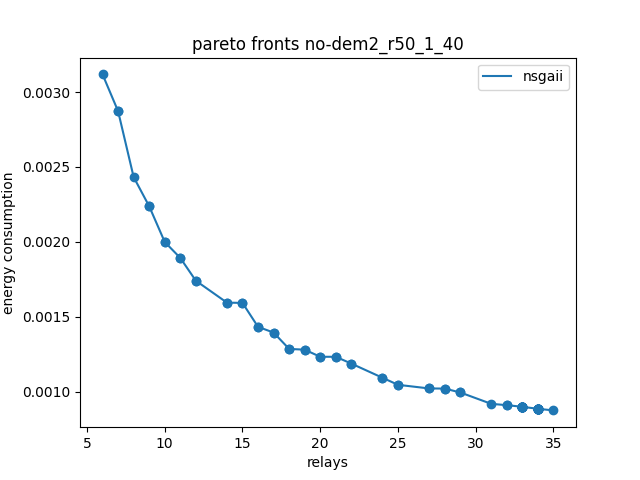 pareto fronts no-dem2_r50_1_40
nsgaii
0.0030
0.0025
0.0020
0.0015
0.0010
energy consumption
5 10 15 20 25 30 35
relays